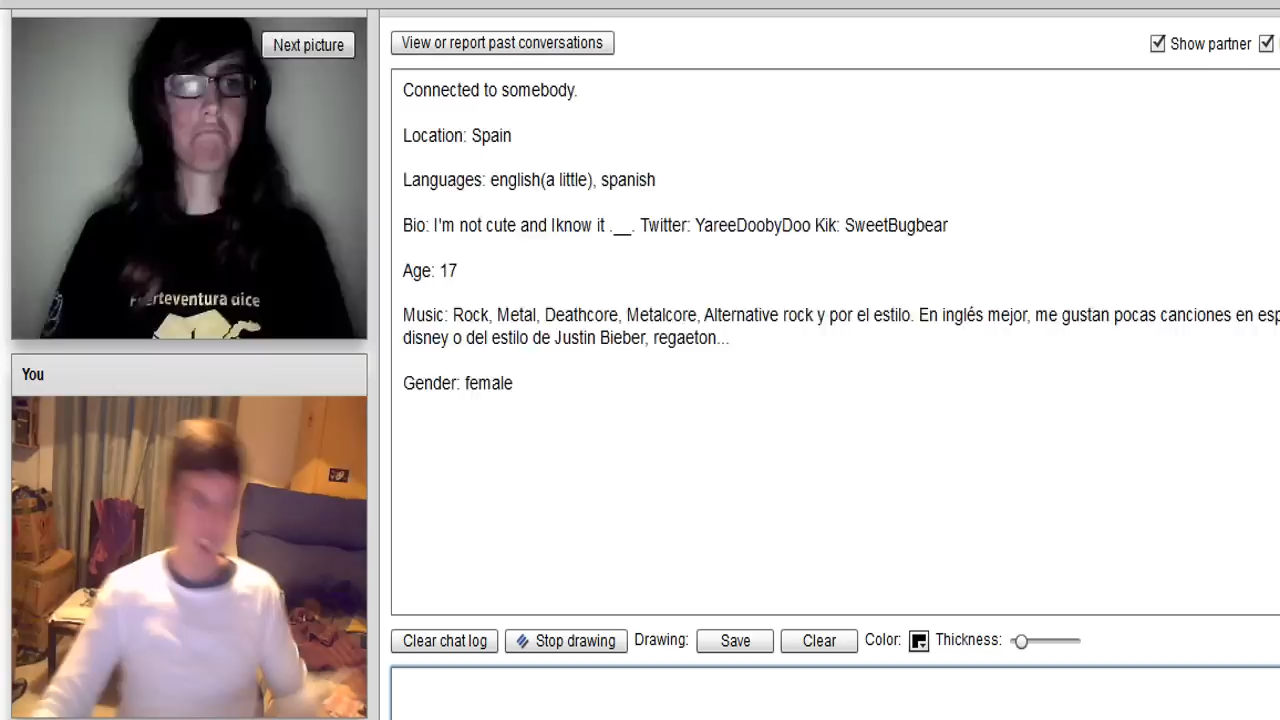 Next picture
View or report past conversations
Show partner
Connected to somebody.
Location: Spain
Languages: english(a little), spanish
Bio: I'm not cute and Iknow it .__. Twitter: YareeDoobyDoo Kik: SweetBugbear
Age: 17
Music: Rock, Metal, Deathcore, Metalcore, Alternative rock y por el estilo. En inglés mejor, me gustan pocas canciones en esp
disney o del estilo de Justin Bieber, regaeton...
Gender: female
Fuerteventura dice
You
Clear chat log
Stop drawing
Drawing:
Save
Clear
Color:
Thickness: